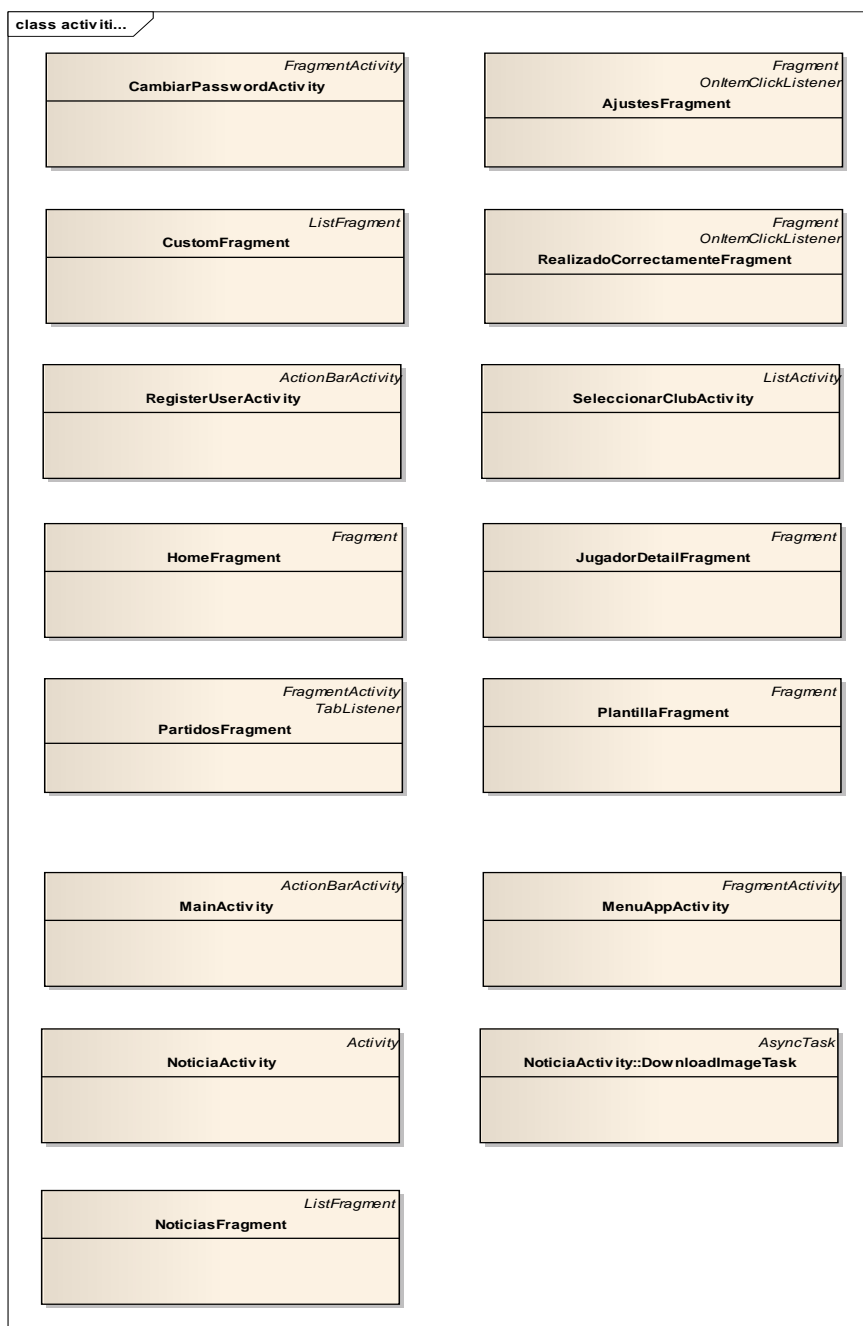 class activiti...
FragmentActivity
CambiarPasswordActivity
Fragment
OnItemClickListener
AjustesFragment
ListFragment
CustomFragment
Fragment
OnItemClickListener
RealizadoCorrectamenteFragment
ActionBarActivity
RegisterUserActivity
ListActivity
SeleccionarClubActivity
Fragment
HomeFragment
Fragment
JugadorDetailFragment
FragmentActivity
TabListener
PartidosFragment
Fragment
PlantillaFragment
ActionBarActivity
MainActivity
FragmentActivity
MenuAppActivity
Activity
NoticiaActivity
AsyncTask
NoticiaActivity::DownloadImageTask
ListFragment
NoticiasFragment